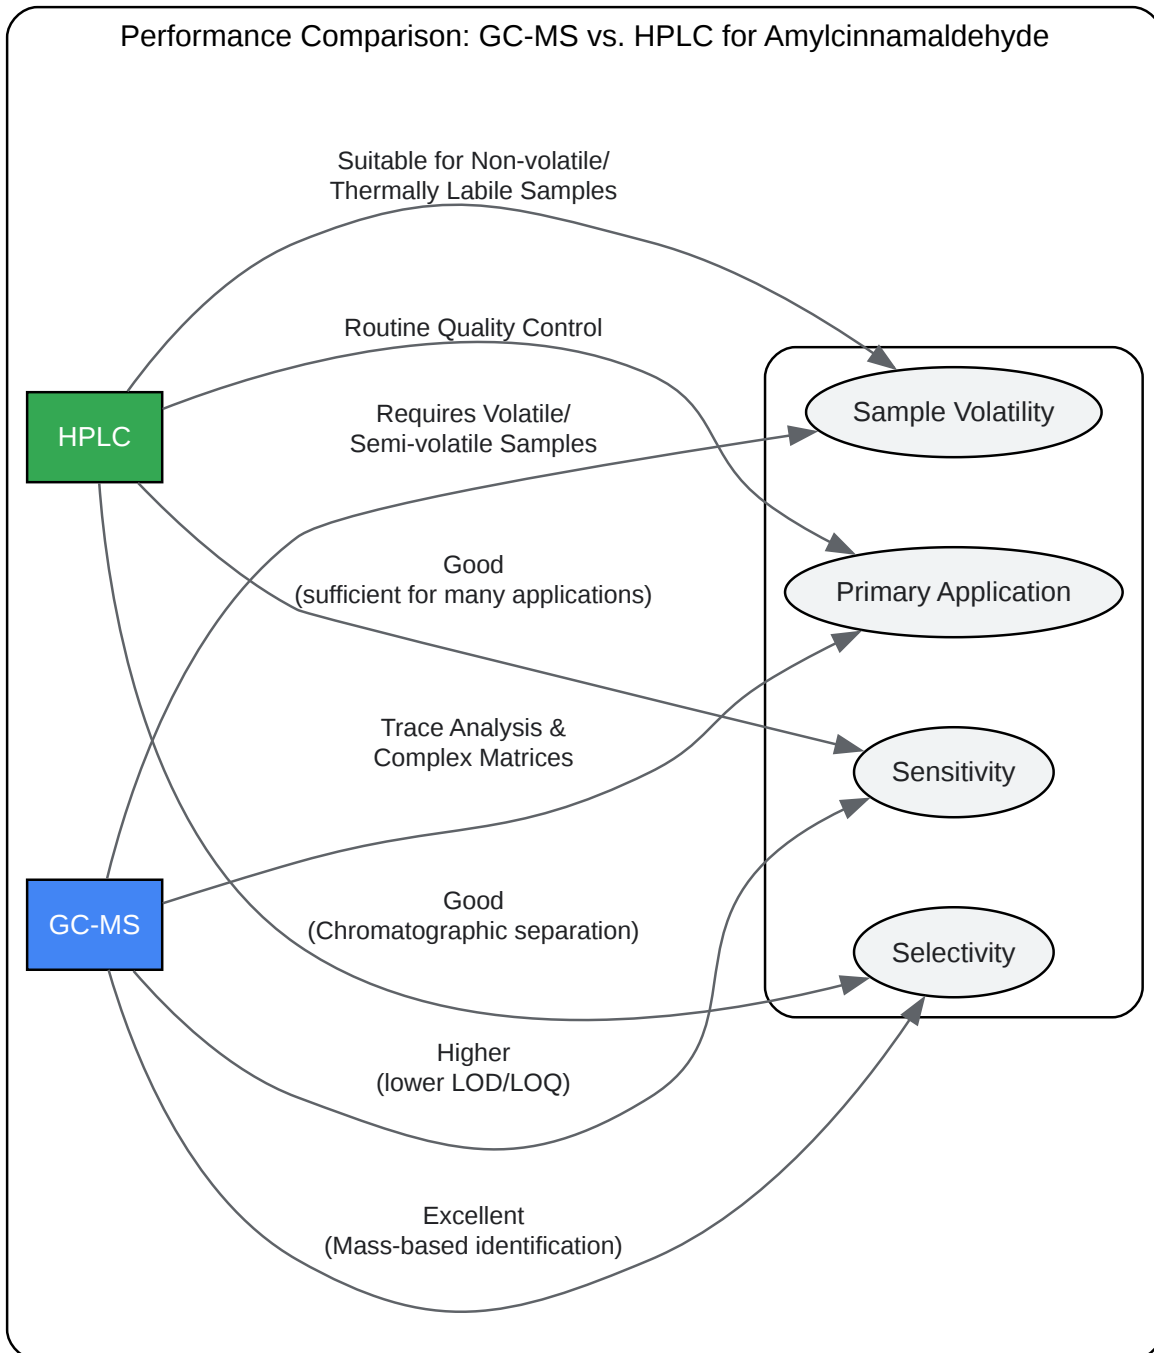 Performance Comparison: GC-MS vs. HPLC for Amylcinnamaldehyde
Suitable for Non-volatile/
Thermally Labile Samples
Routine Quality Control
Requires Volatile/
Semi-volatile Samples
Sample Volatility
HPLC
Good
(sufficient for many applications)
Primary Application
Trace Analysis &
Complex Matrices
Sensitivity
Good
(Chromatographic separation)
GC-MS
Selectivity
Higher
(lower LOD/LOQ)
Excellent
(Mass-based identification)